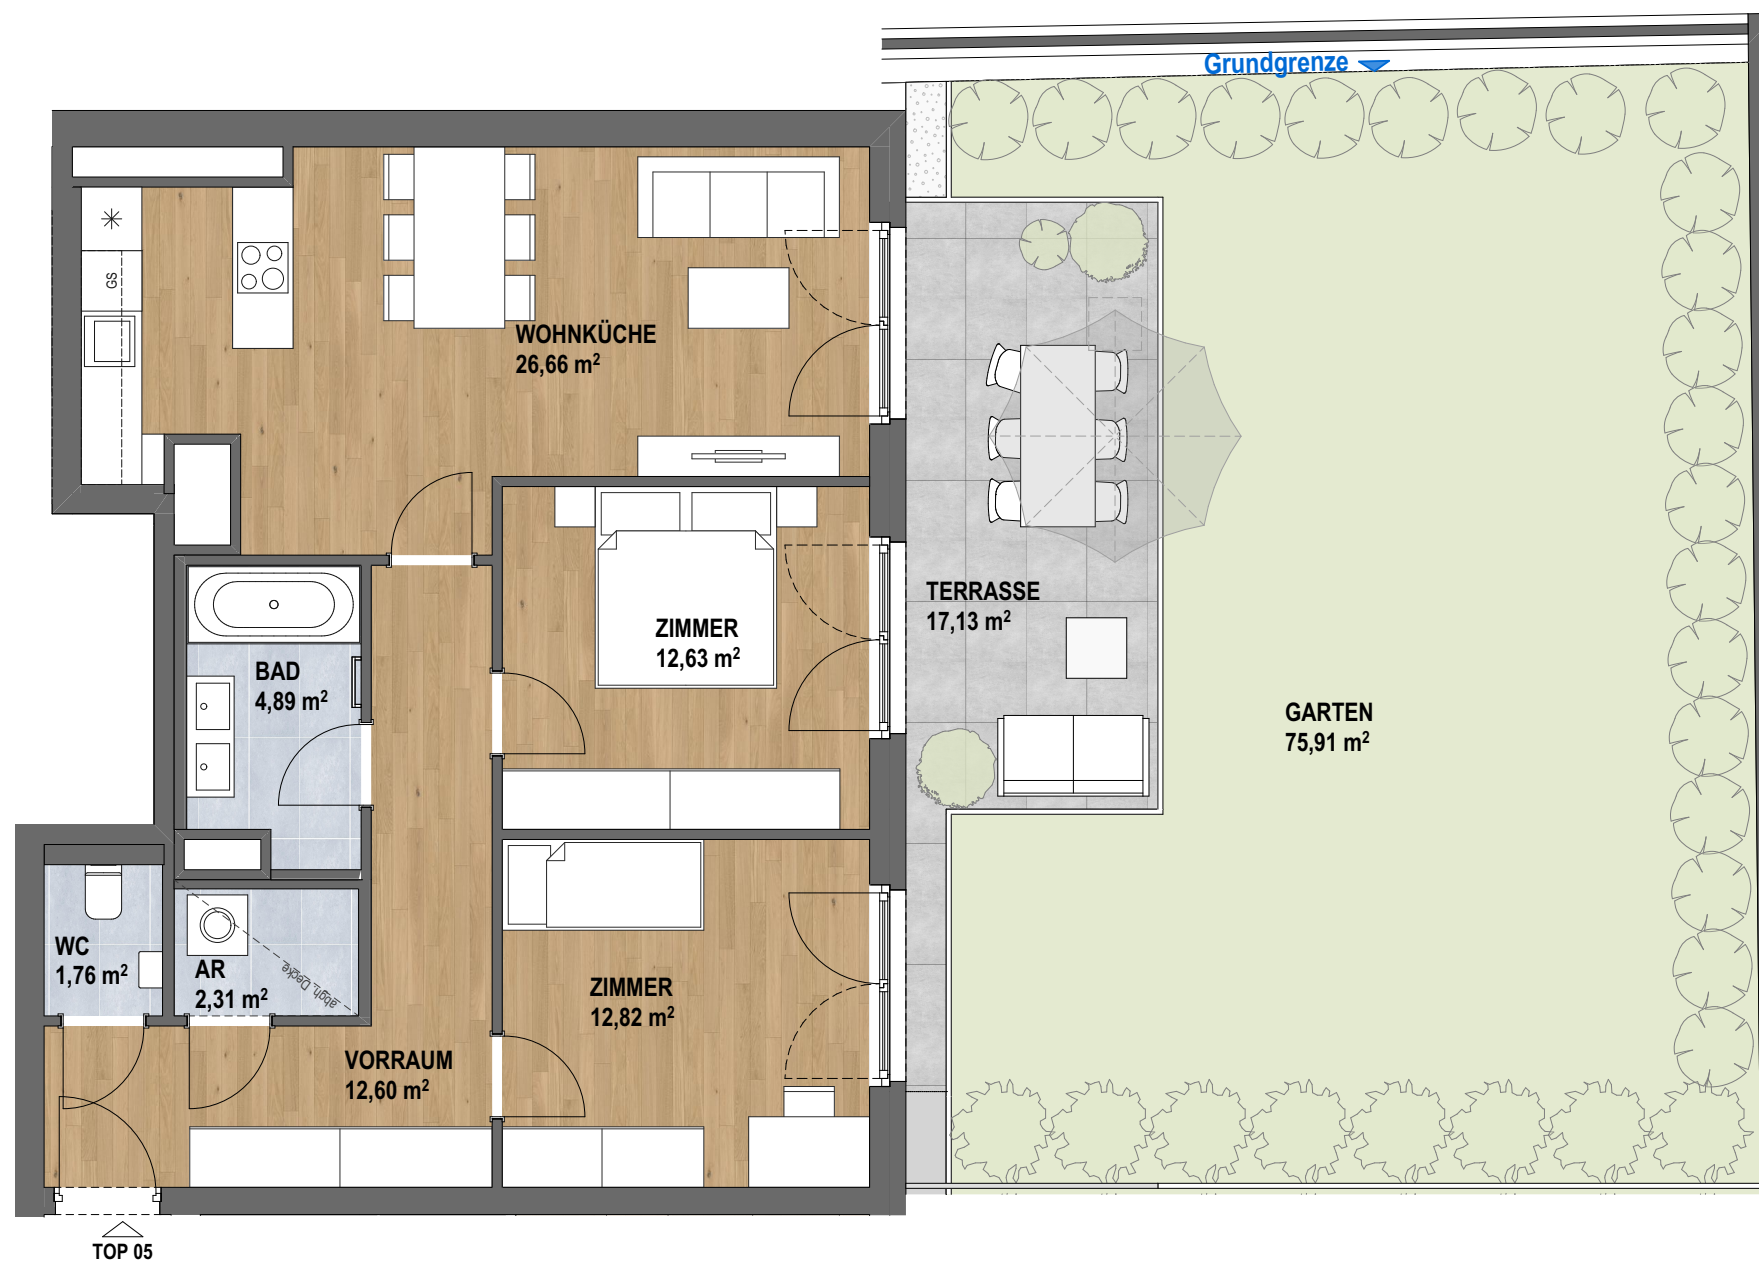 Grundgrenze
GS
WOHNKÜCHE
26,66 m²
TERRASSE
17,13 m²
ZIMMER
12,63 m²
BAD
4,89 m²
GARTEN
75,91 m²
WC
1,76 m²
AR
2,31 m²
abgh. Decke
ZIMMER
12,82 m²
VORRAUM
12,60 m²
TOP 05